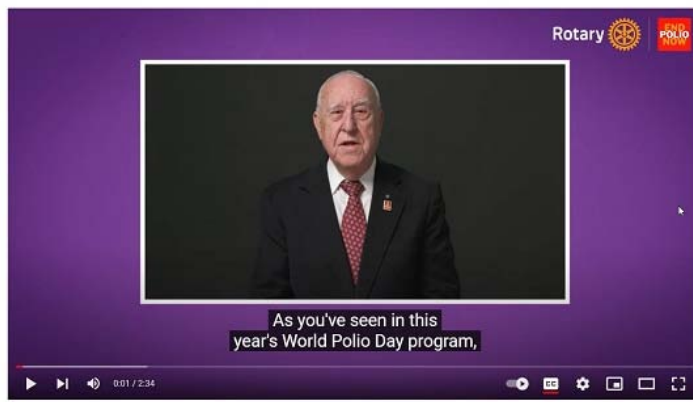 Rotary
END
POLIO
NOW
As you've seen in this
year's World Polio Day program,
0:01 / 2:34
CC